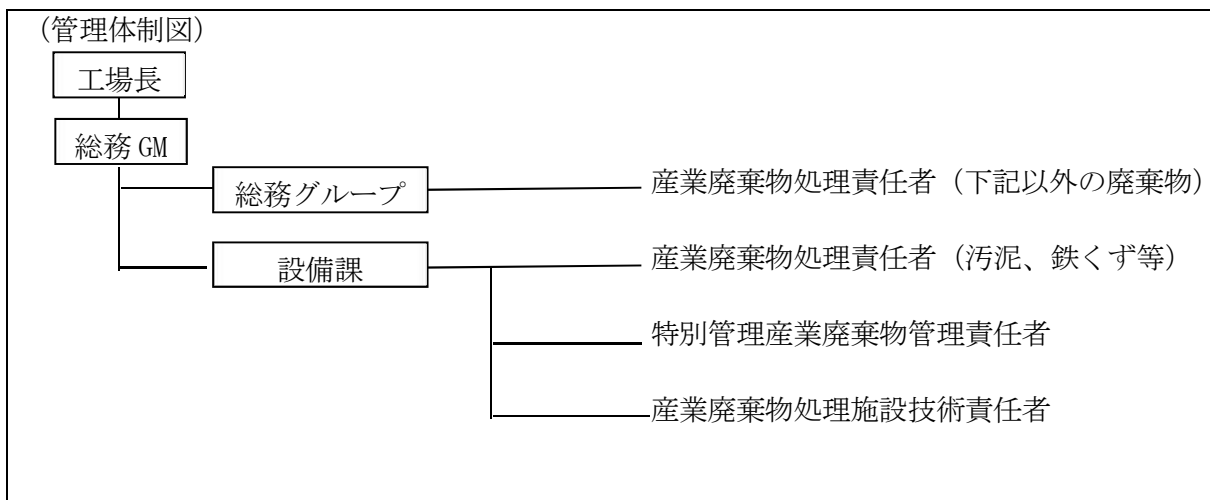 (管理体制図)
工場長
総務 GM
総務グループ
産業廃棄物処理責任者（下記以外の廃棄物）
設備課
産業廃棄物処理責任者（汚泥、鉄くず等）
特別管理産業廃棄物管理責任者
産業廃棄物処理施設技術責任者